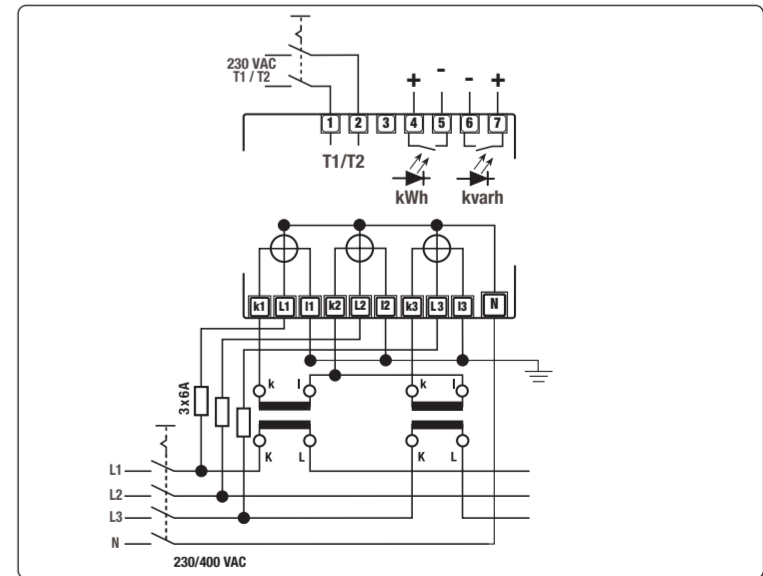 230 VAC
T1 / T2
+ - - +
1 2 3 4 5 6 7
T1/T2
kWh kvarh
k1 L1 l1 k2 L2 l2 k3 L3 l3 N
3x6A
k l k l
K L K L
L1
L2
L3
N
230/400 VAC